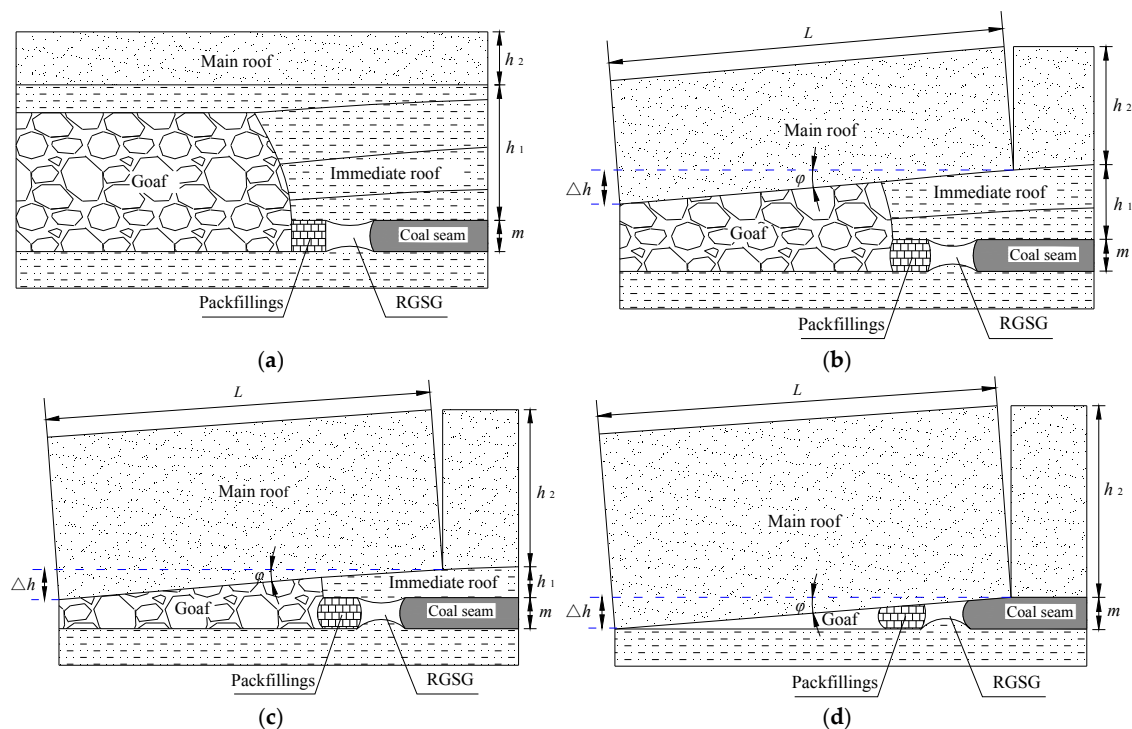 Main roof
h 2
h 1
Goaf
Immediate roof
Coal seam
m
Packfillings
RGSG
(a)
L
Main roof
h 2
△h
φ
Immediate roof
h 1
Goaf
Coal seam
m
Packfillings
RGSG
(b)
L
Main roof
h 2
△h
φ
Immediate roof
h 1
Goaf
Coal seam
m
Packfillings
RGSG
(c)
L
Main roof
h 2
△h
φ
Goaf
Coal seam
m
Packfillings
RGSG
(d)